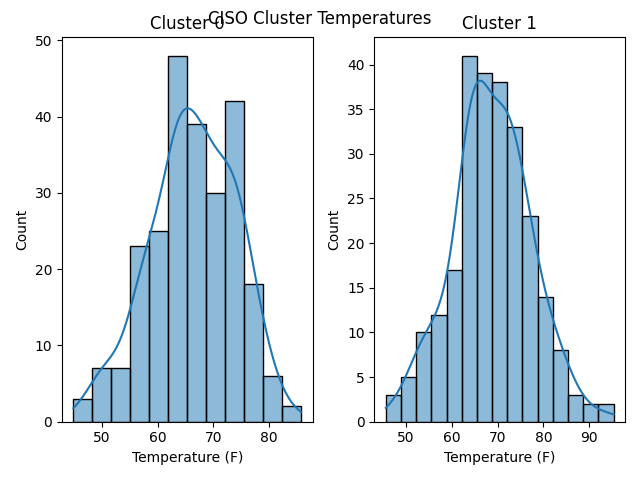 CISO Cluster Temperatures
Cluster 0
50
40
30
20
10
0
Count
50 60 70 80
Temperature (F)
Cluster 1
40
35
30
25
20
15
10
5
0
Count
50 60 70 80 90
Temperature (F)